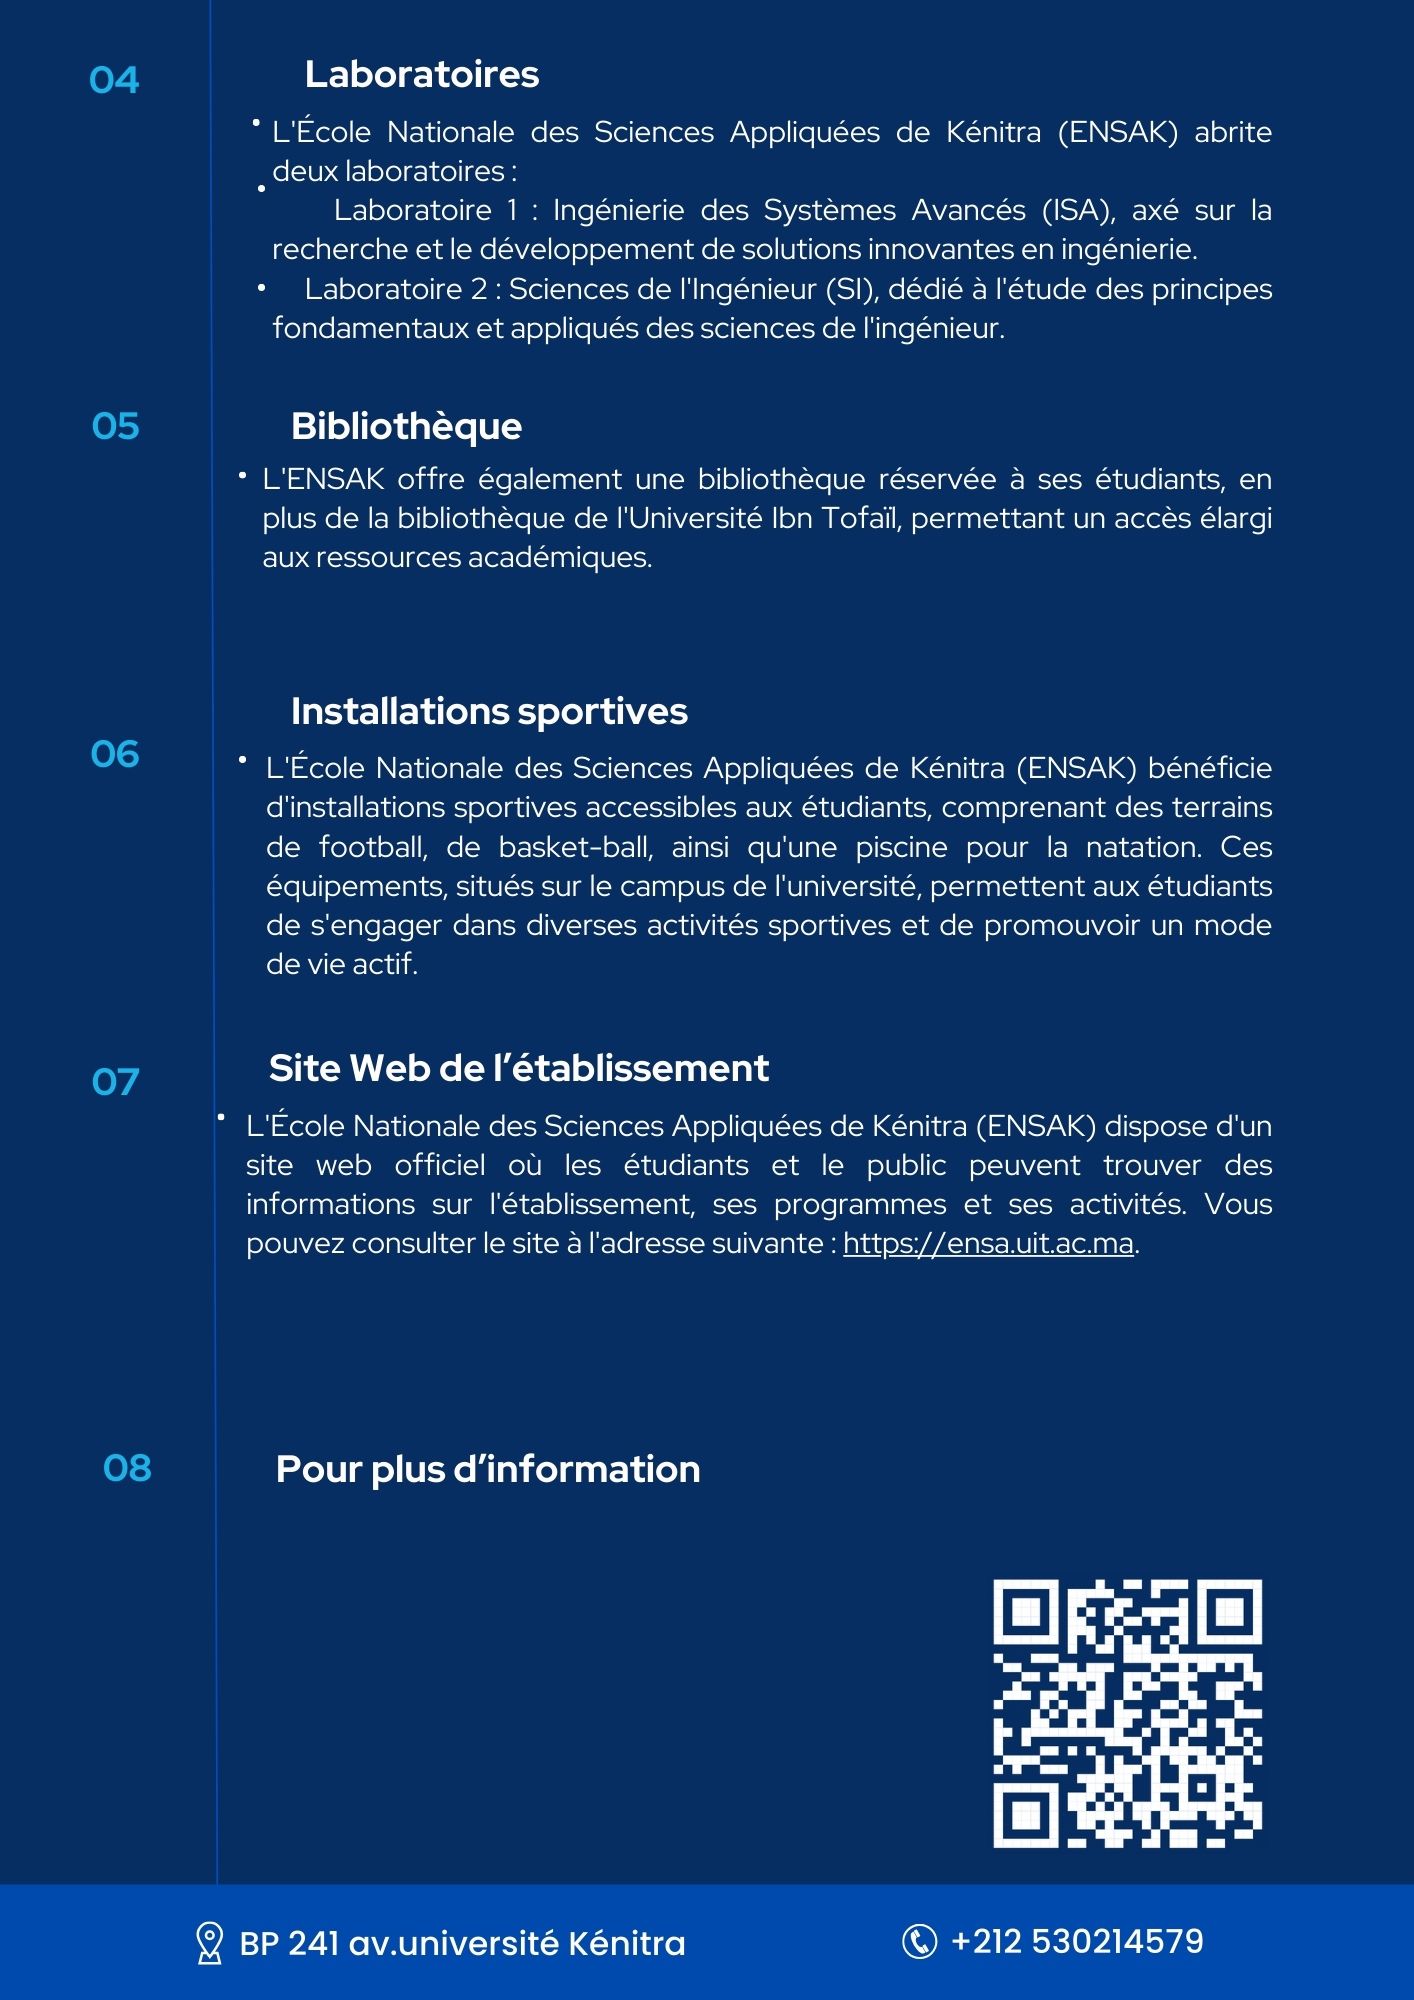 04
Laboratoires
• L'École Nationale des Sciences Appliquées de Kénitra (ENSAK) abrite
deux laboratoires :
• Laboratoire 1 : Ingénierie des Systèmes Avancés (ISA), axé sur la
recherche et le développement de solutions innovantes en ingénierie.
• Laboratoire 2 : Sciences de l'Ingénieur (SI), dédié à l'étude des principes
fondamentaux et appliqués des sciences de l'ingénieur.
05
Bibliothèque
• L'ENSAK offre également une bibliothèque réservée à ses étudiants, en
plus de la bibliothèque de l'Université Ibn Tofaïl, permettant un accès élargi
aux ressources académiques.
06
Installations sportives
• L'École Nationale des Sciences Appliquées de Kénitra (ENSAK) bénéficie
d'installations sportives accessibles aux étudiants, comprenant des terrains
de football, de basket-ball, ainsi qu'une piscine pour la natation. Ces
équipements, situés sur le campus de l'université, permettent aux étudiants
de s'engager dans diverses activités sportives et de promouvoir un mode
de vie actif.
07
Site Web de l’établissement
• L'École Nationale des Sciences Appliquées de Kénitra (ENSAK) dispose d'un
site web officiel où les étudiants et le public peuvent trouver des
informations sur l'établissement, ses programmes et ses activités. Vous
pouvez consulter le site à l'adresse suivante : https://ensa.uit.ac.ma.
08
Pour plus d’information
BP 241 av.université Kénitra
+212 530214579